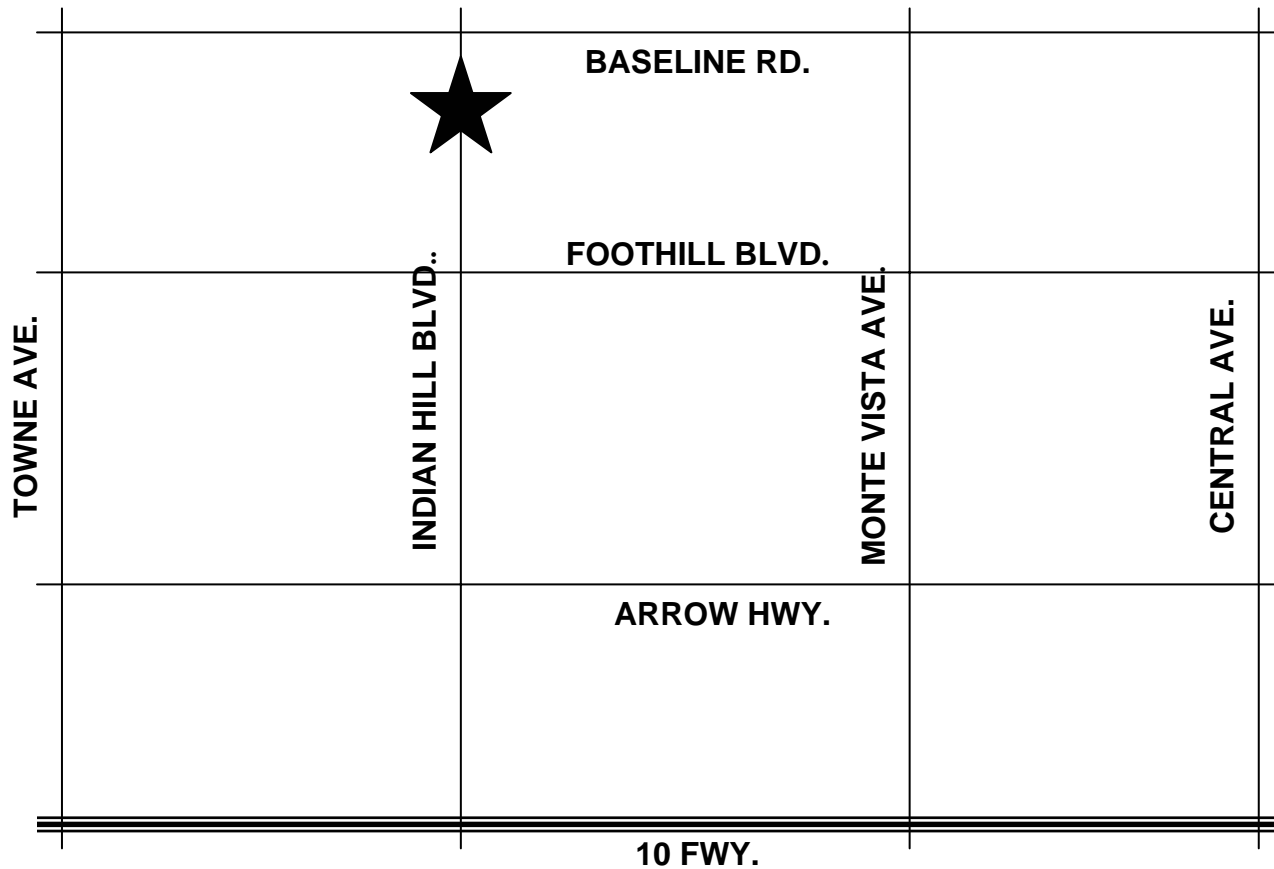 BASELINE RD.
FOOTHILL BLVD.
TOWNE AVE.
INDIAN HILL BLVD..
MONTE VISTA AVE.
CENTRAL AVE.
ARROW HWY.
10 FWY.